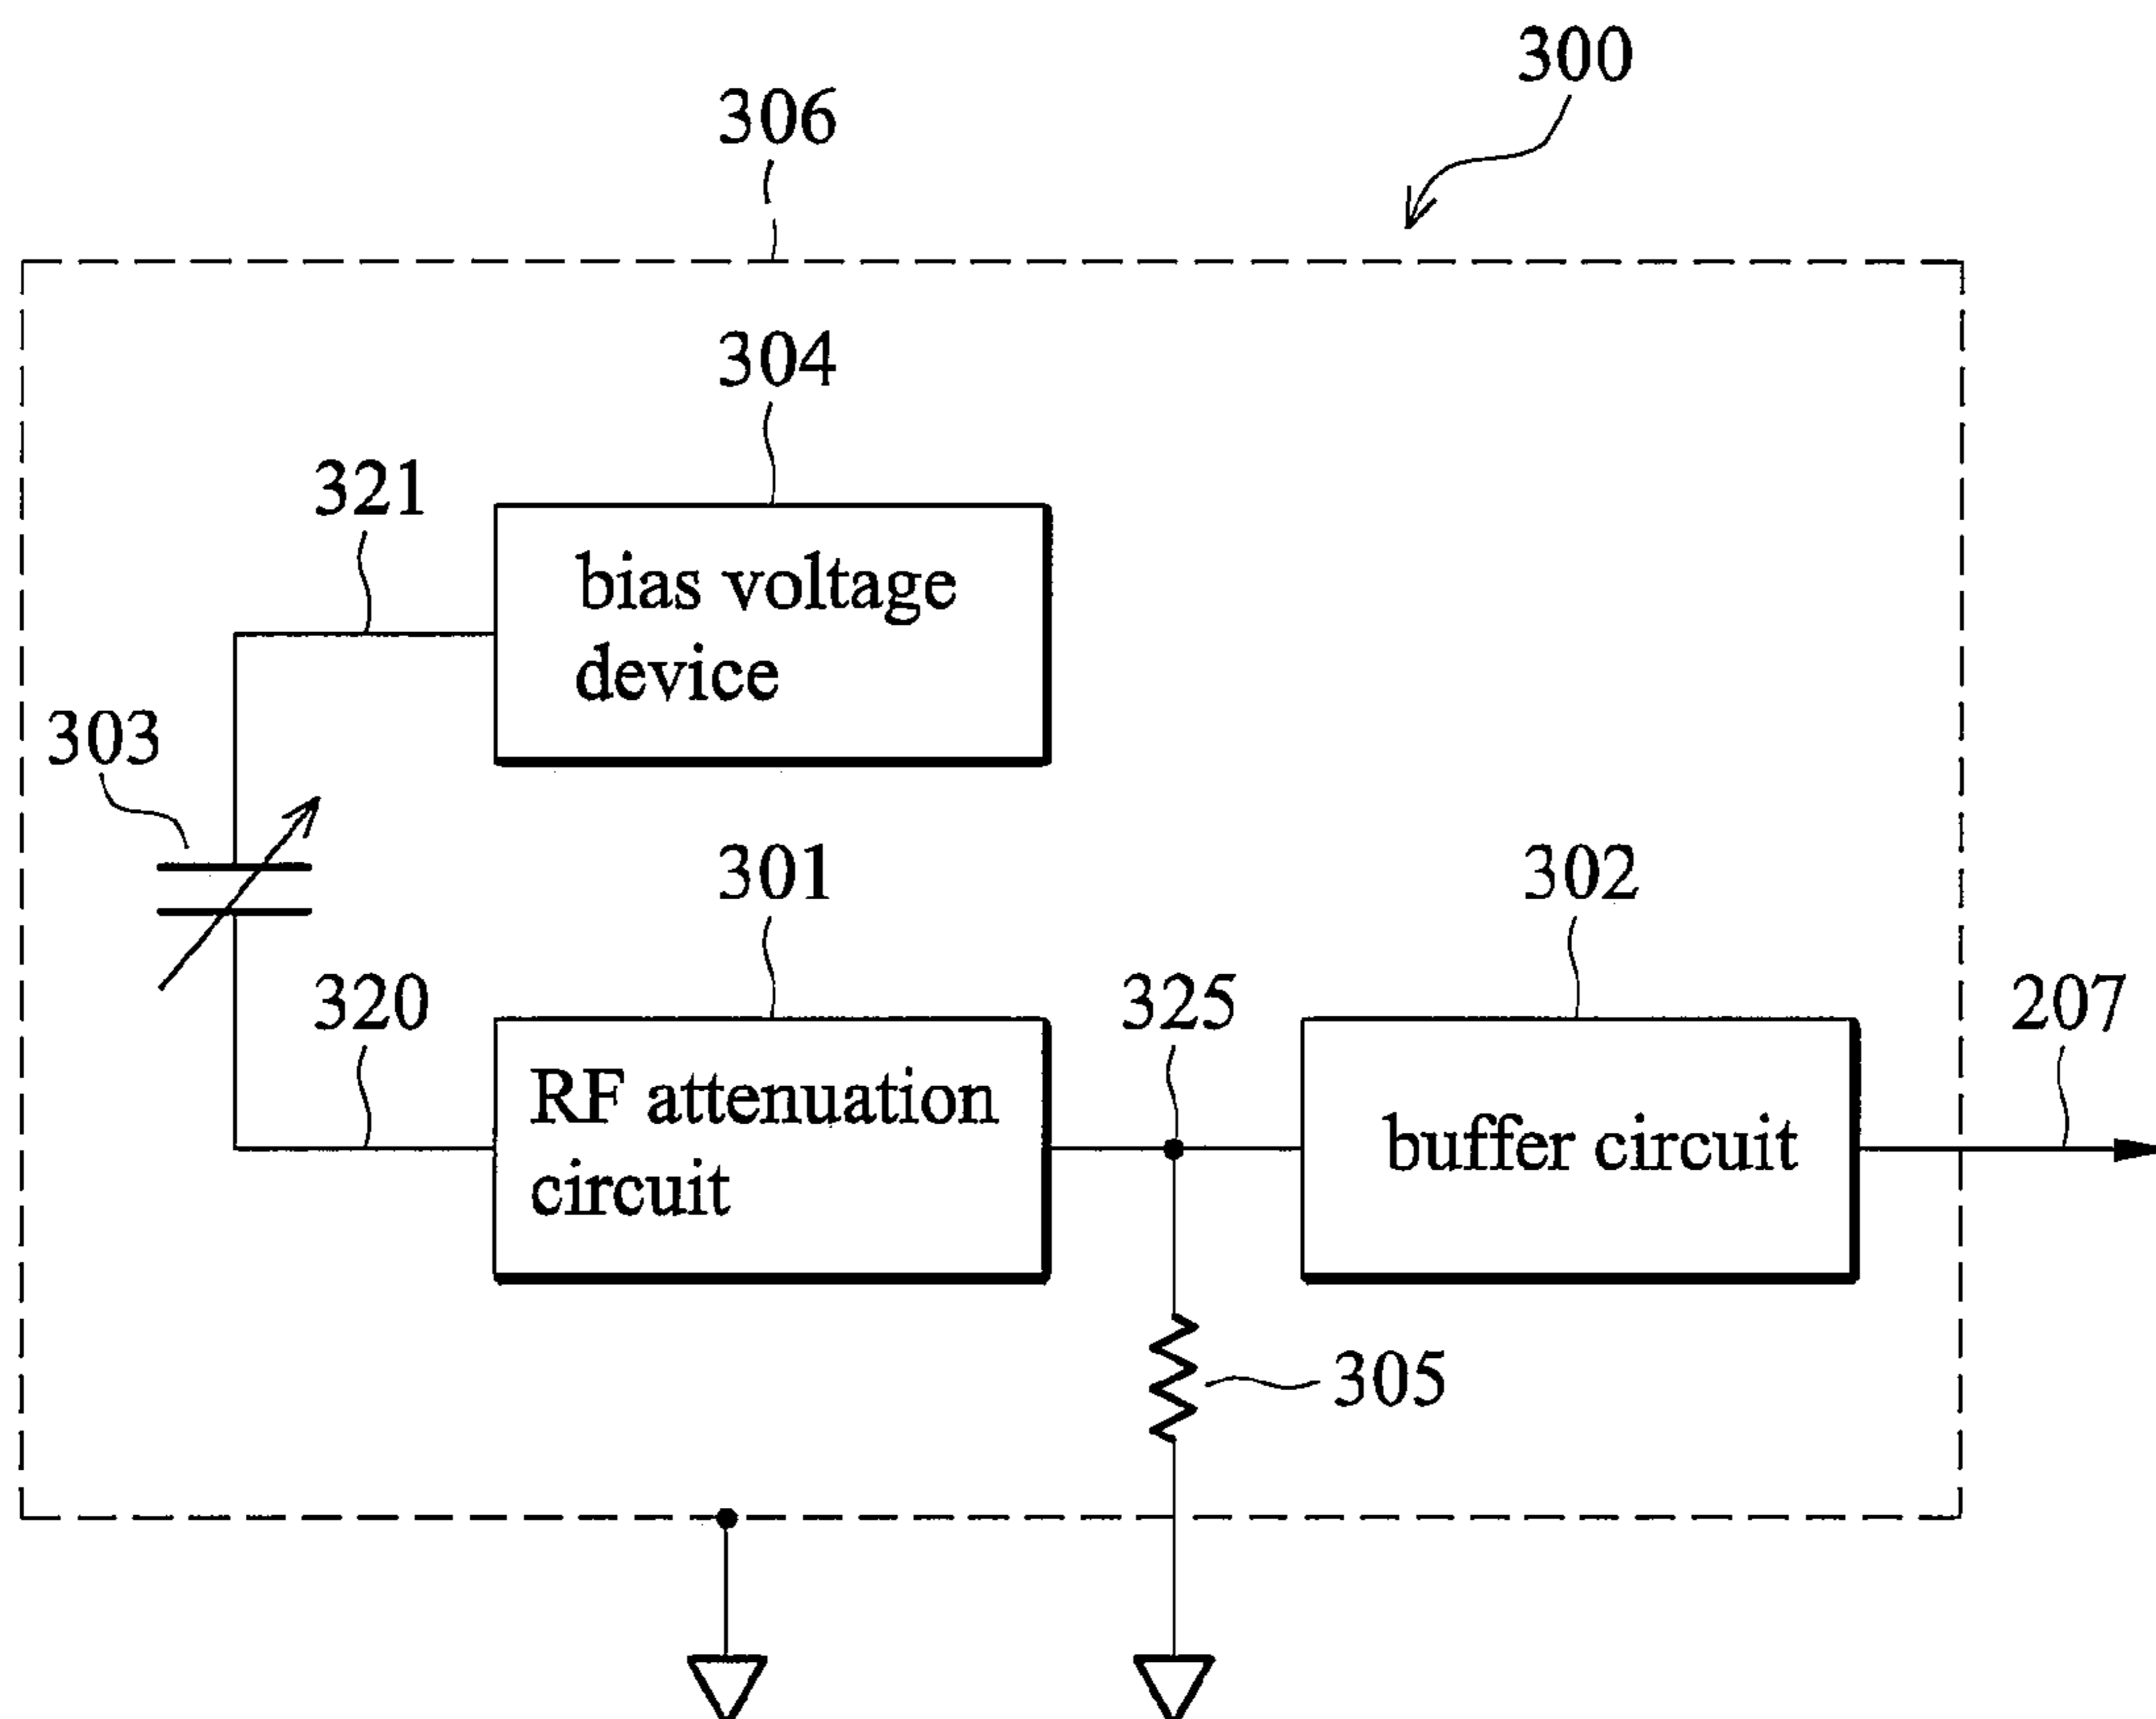 300
306
304
321
bias voltage
device
303
301
302
320
325
207
RF attenuation
circuit
buffer circuit
305